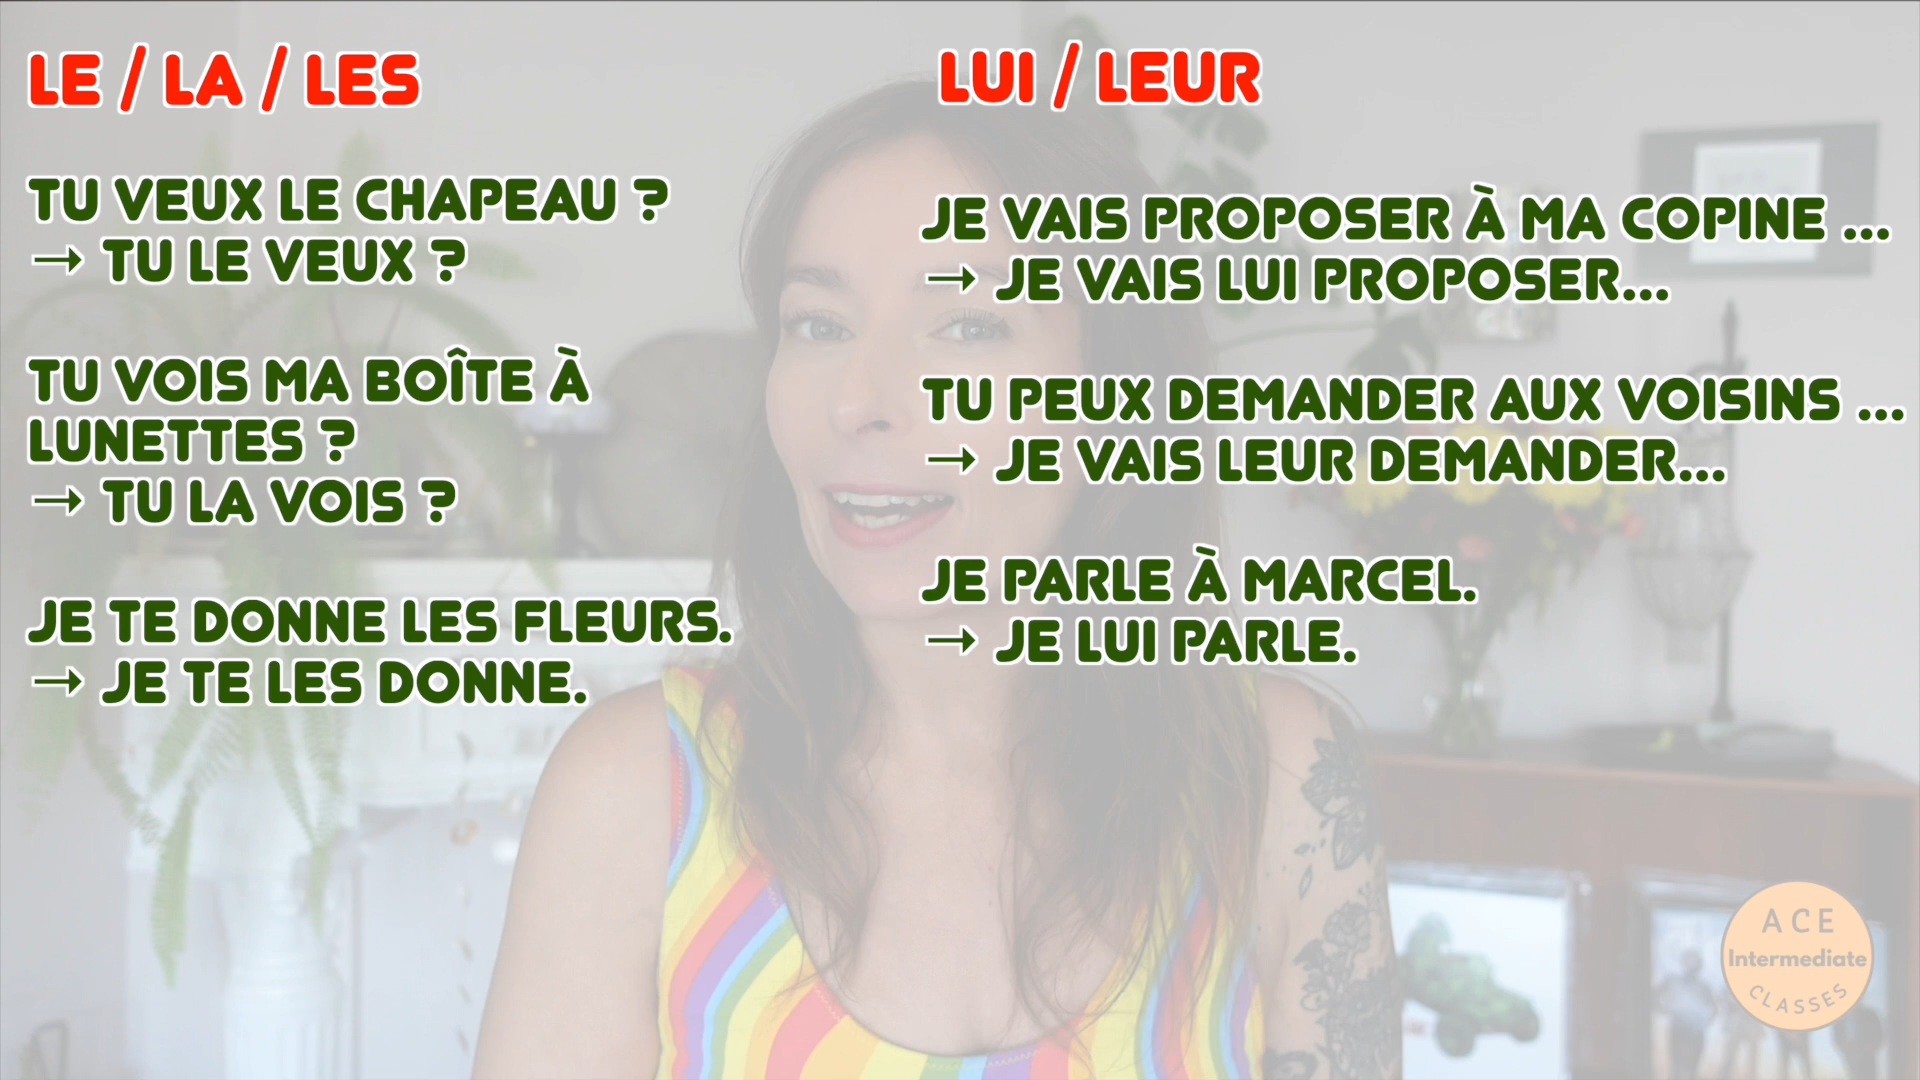 LE / LA / LES
TU VEUX LE CHAPEAU ?
→ TU LE VEUX ?
TU VOIS MA BOÎTE À
LUNETTES ?
→ TU LA VOIS ?
JE TE DONNE LES FLEURS.
→ JE TE LES DONNE.
LUI / LEUR
JE VAIS PROPOSER À MA COPINE ...
→ JE VAIS LUI PROPOSER...
TU PEUX DEMANDER AUX VOISINS ...
→ JE VAIS LEUR DEMANDER...
JE PARLE À MARCEL.
→ JE LUI PARLE.
ACE
Intermediate
CLASSES